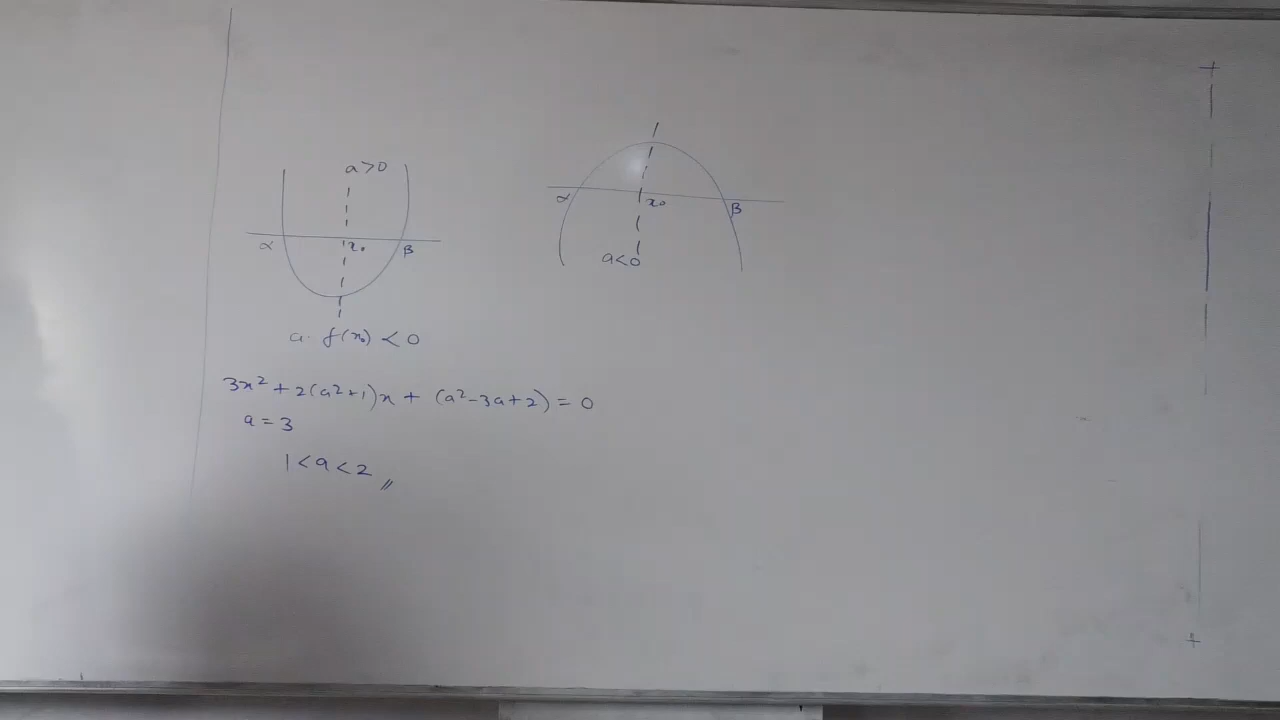 a>0
α x₀ β
α x₀ β
a<0
a. f(x₀) < 0
3x² + 2(a²+1)x + (a²-3a+2) = 0
a = 3
1 < a < 2 //